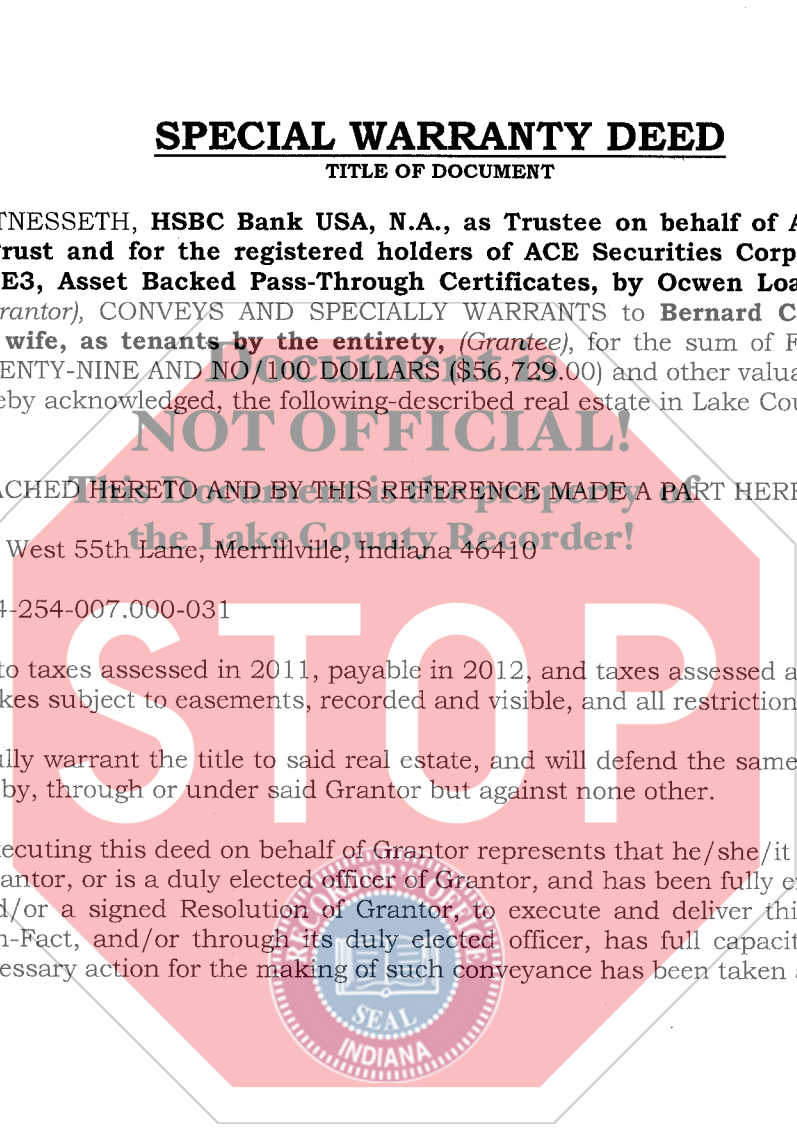 SPECIAL WARRANTY DEED
TITLE OF DOCUMENT
TNESSETH, HSBC Bank USA, N.A., as Trustee on behalf of A
rust and for the registered holders of ACE Securities Corp
E3, Asset Backed Pass-Through Certificates, by Ocwen Loa
rantor), CONVEYS AND SPECIALLY WARRANTS to Bernard C
wife, as tenants by the entirety, (Grantee), for the sum of F
ENTY-NINE AND NO/100 DOLLARS ($56,729.00) and other valua
eby acknowledged, the following-described real estate in Lake Cou
Document is
NOT OFFICIAL!
This Document is the property of
the Lake County Recorder!
ACHED HERETO AND BY THIS REFERENCE MADE A PART HERE
West 55th Lane, Merrillville, Indiana 46410
4-254-007.000-031
STOP
to taxes assessed in 2011, payable in 2012, and taxes assessed a
kes subject to easements, recorded and visible, and all restriction
lly warrant the title to said real estate, and will defend the same
by, through or under said Grantor but against none other.
ecuting this deed on behalf of Grantor represents that he/she/it
antor, or is a duly elected officer of Grantor, and has been fully e
d/or a signed Resolution of Grantor, to execute and deliver thi
n-Fact, and/or through its duly elected officer, has full capacit
essary action for the making of such conveyance has been taken a
RECORDER'S OFFICE
SEAL
INDIANA